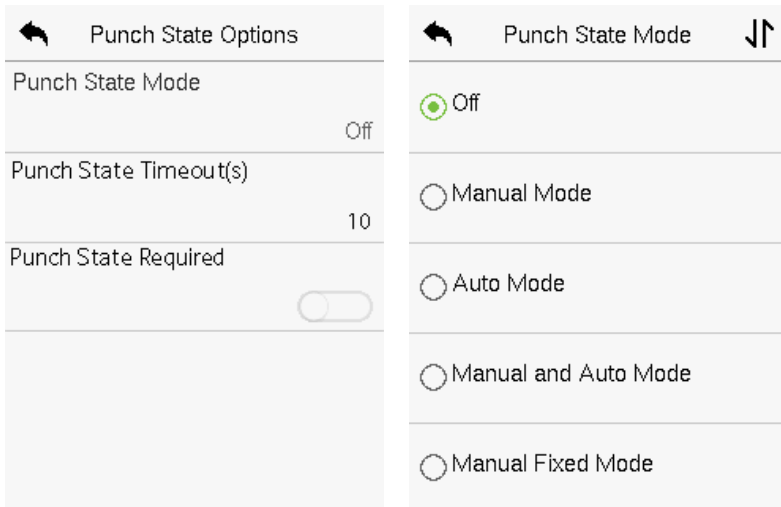 Punch State Options
Punch State Mode
Off
Punch State Timeout(s)
10
Punch State Required
Punch State Mode
Off
Manual Mode
Auto Mode
Manual and Auto Mode
Manual Fixed Mode